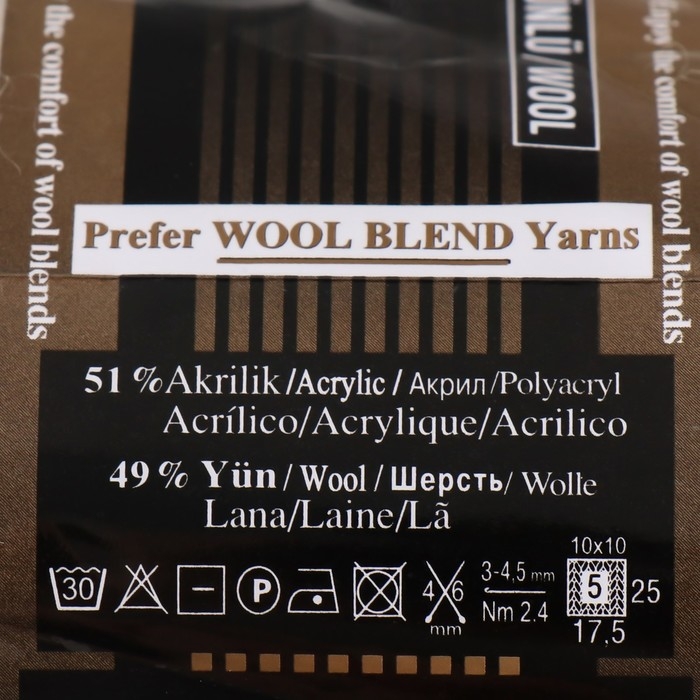 the comfort of wool blends
ÜNLÜ/WOOL
Enjoy the comfort of wool blends
Prefer WOOL BLEND Yarns
51 % Akrilik/Acrylic/Акрил/Polyacryl
Acrílico/Acrylique/Acrilico
49 % Yün/Wool/Шерсть/Wolle
Lana/Laine/Lã
30 P 4 6 mm 3-4,5 mm Nm 2.4 10x10 5 25 17,5